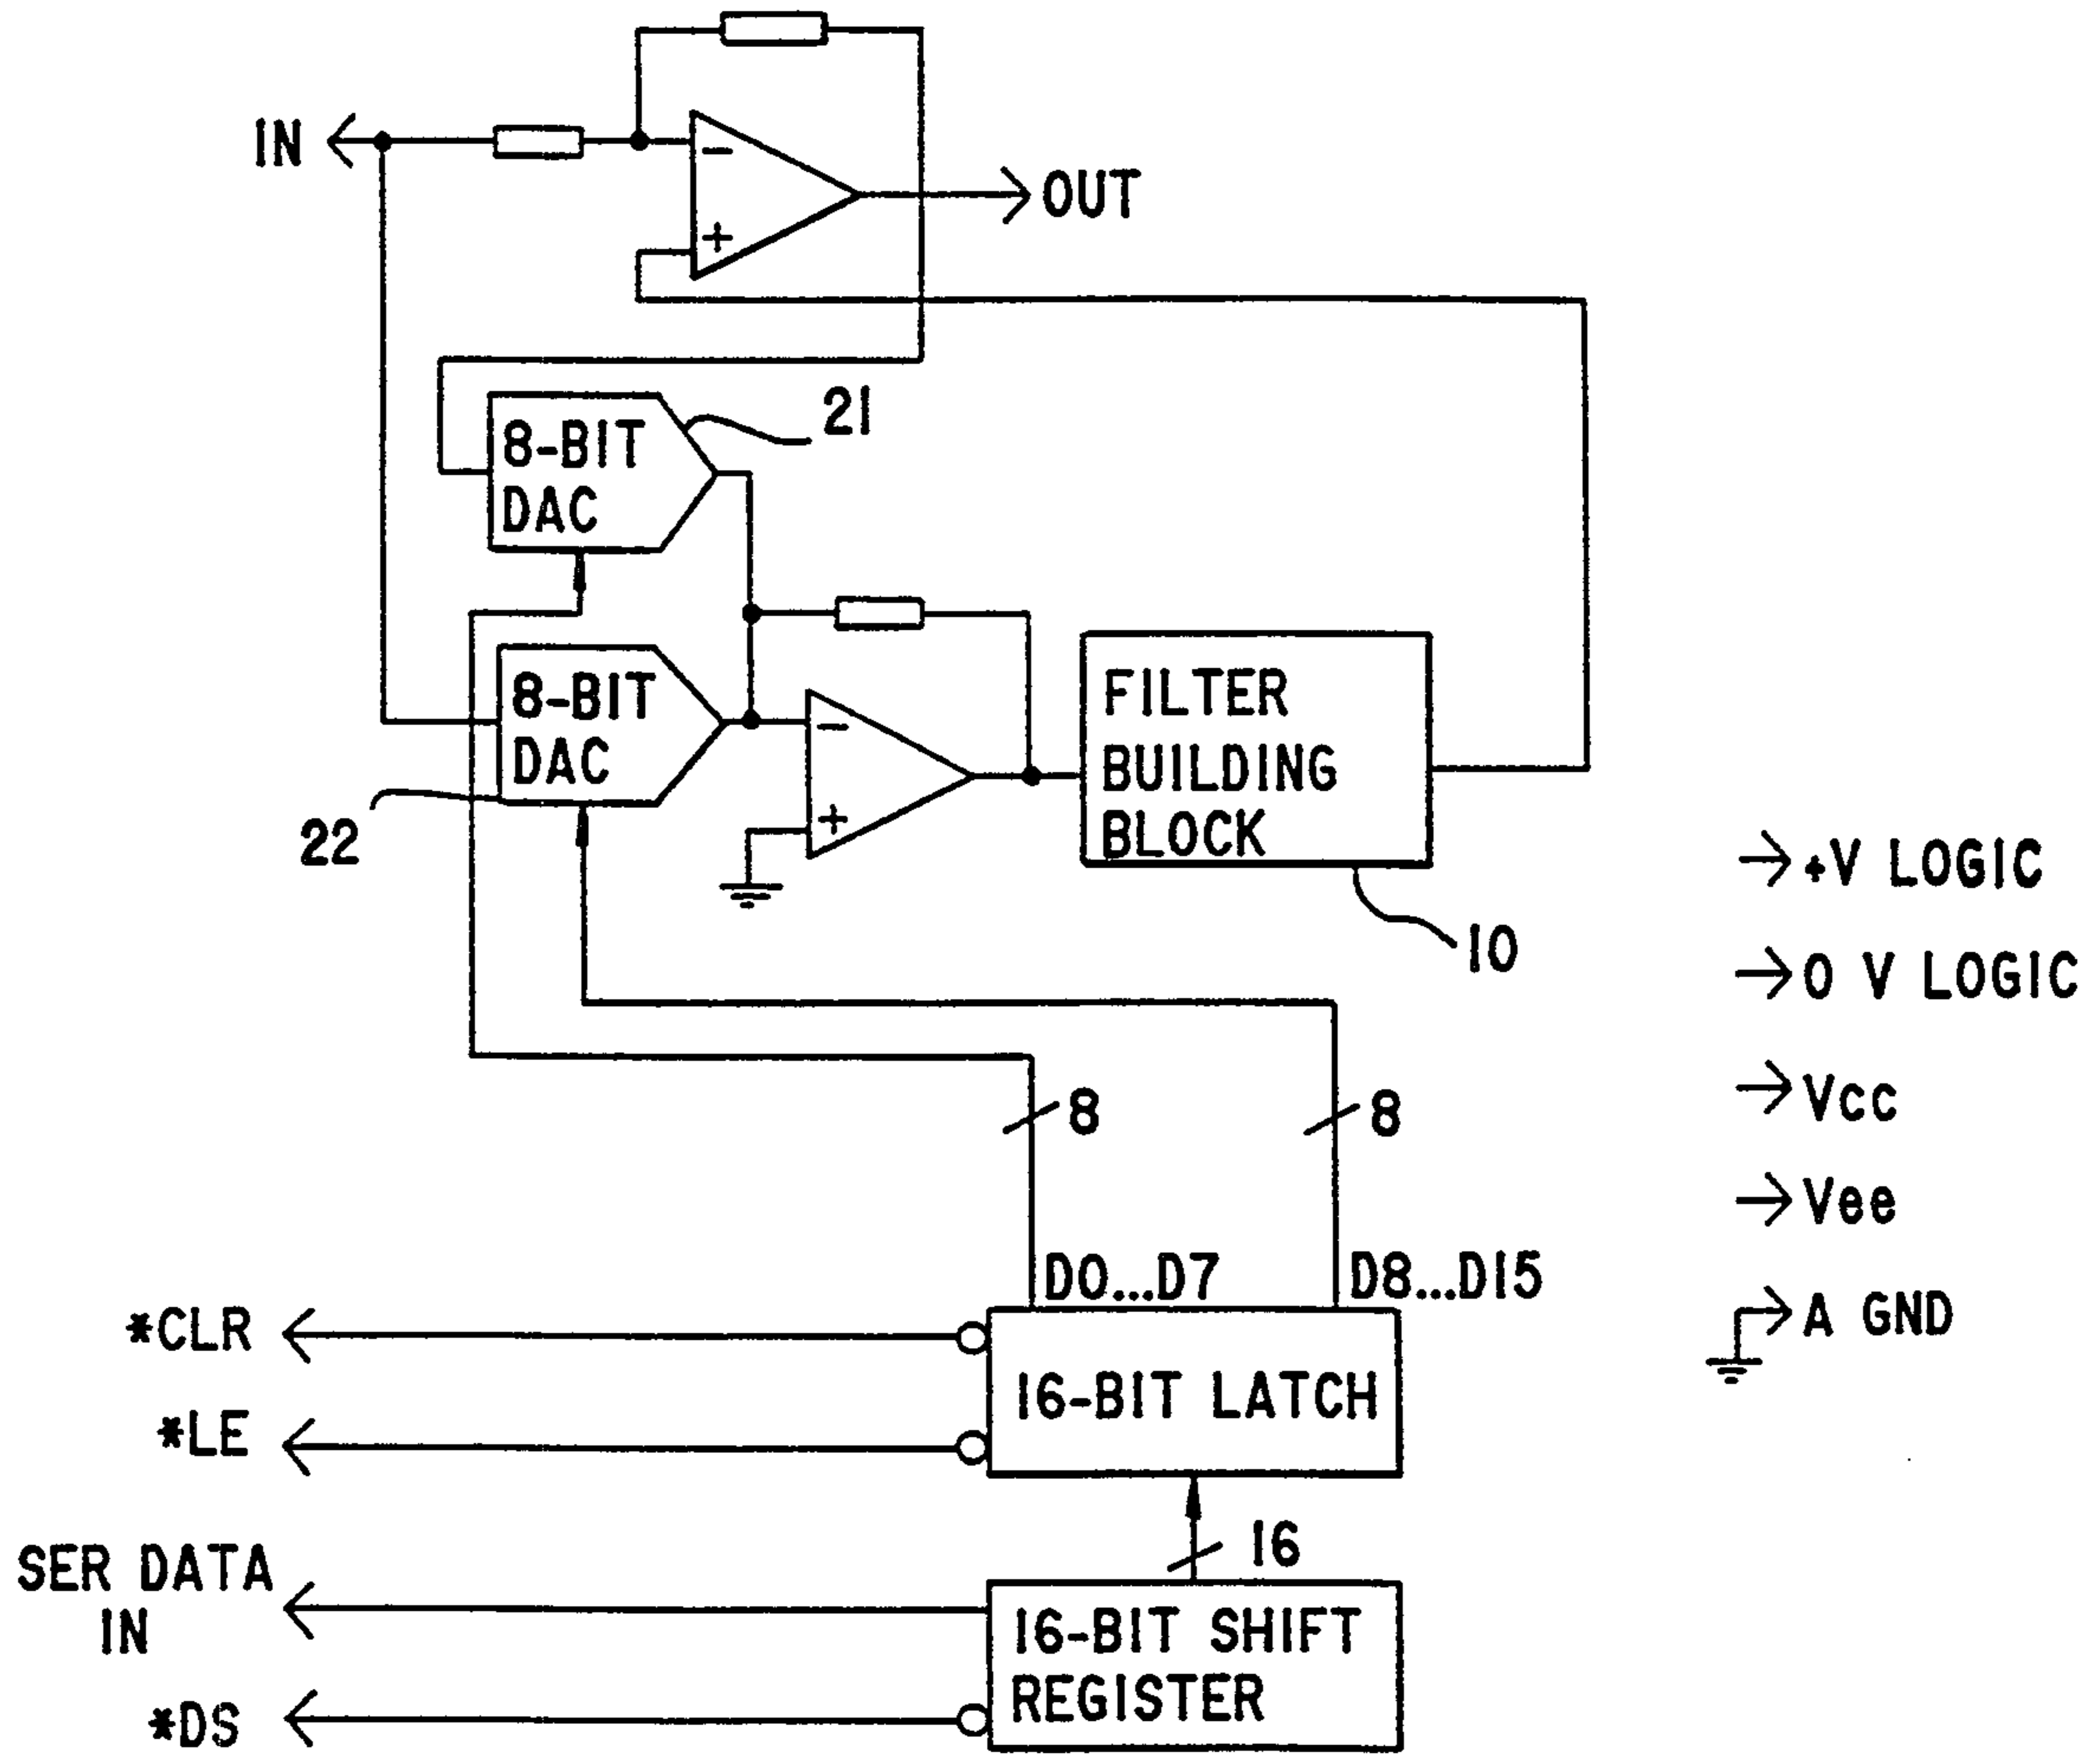 IN
OUT
21
8-BIT
DAC
8-BIT
DAC
22
FILTER
BUILDING
BLOCK
10
+V LOGIC
0 V LOGIC
Vcc
Vee
A GND
8
8
D0...D7
D8...D15
*CLR
*LE
16-BIT LATCH
16
SER DATA
IN
*DS
16-BIT SHIFT
REGISTER
- 
+
-
+